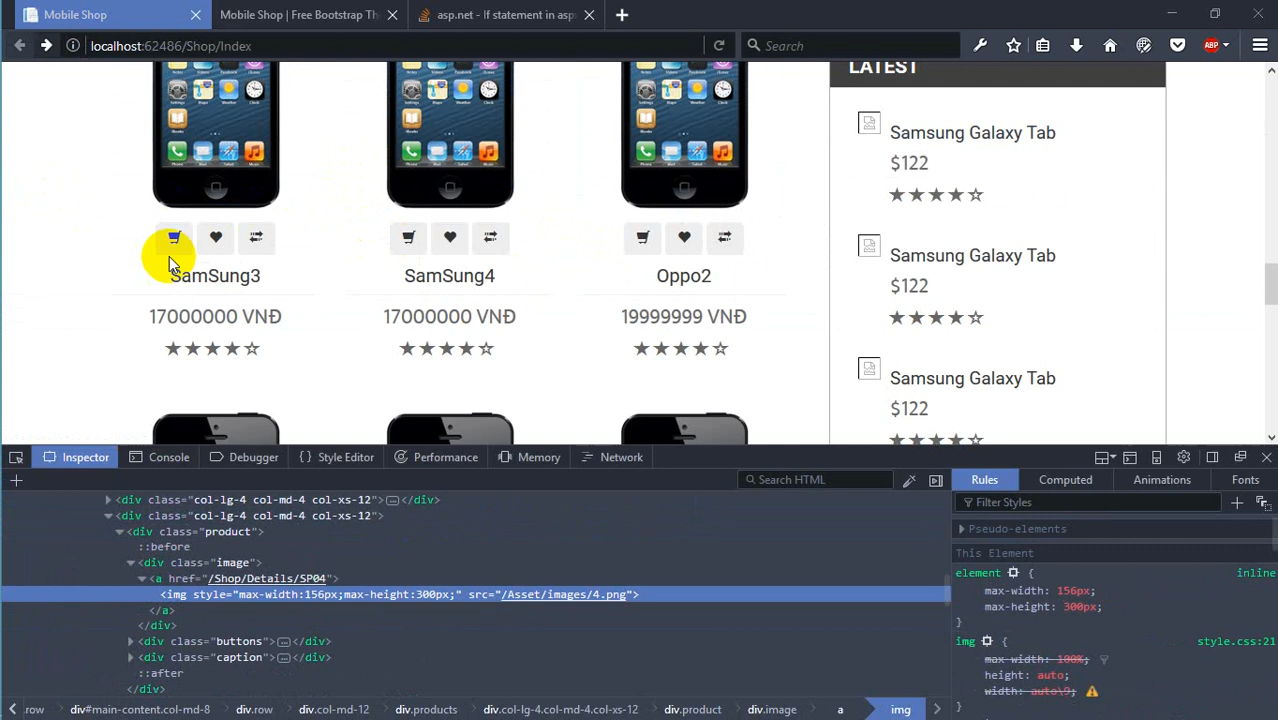 Mobile Shop
Mobile Shop | Free Bootstrap Th
asp.net - If statement in asp
localhost:62486/Shop/Index
Search
ABP
LATEST
Samsung Galaxy Tab
$122
★★★★☆
Samsung Galaxy Tab
$122
★★★★☆
Samsung Galaxy Tab
$122
★★★★☆
SamSung3
SamSung4
Oppo2
17000000 VNĐ
17000000 VNĐ
19999999 VNĐ
★★★★☆
★★★★☆
★★★★☆
Inspector
Console
Debugger
Style Editor
Performance
Memory
Network
Search HTML
<div class="col-lg-4 col-md-4 col-xs-12"></div>
<div class="col-lg-4 col-md-4 col-xs-12">
<div class="product">
::before
<div class="image">
<a href="/Shop/Details/SP04">
<img style="max-width:156px;max-height:300px;" src="/Asset/images/4.png">
</a>
</div>
<div class="buttons"></div>
<div class="caption"></div>
::after
</div>
.row
div#main-content.col-md-8
div.row
div.col-md-12
div.products
div.col-lg-4.col-md-4.col-xs-12
div.product
div.image
a
img
Rules
Computed
Animations
Fonts
Filter Styles
Pseudo-elements
This Element
element { inline
max-width: 156px;
max-height: 300px;
}
img { style.css:21
max-width: 100%;
height: auto;
width: auto\9;
}